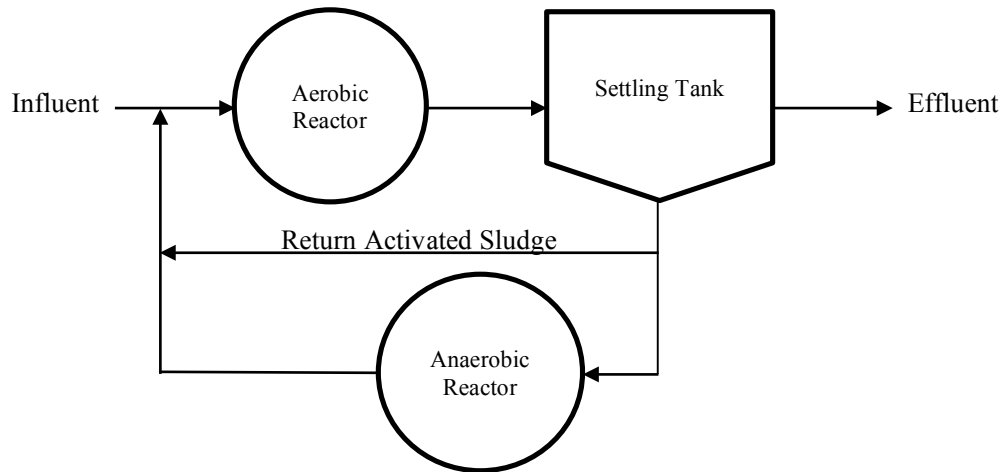 Influent
Aerobic
Reactor
Settling Tank
Effluent
Return Activated Sludge
Anaerobic
Reactor